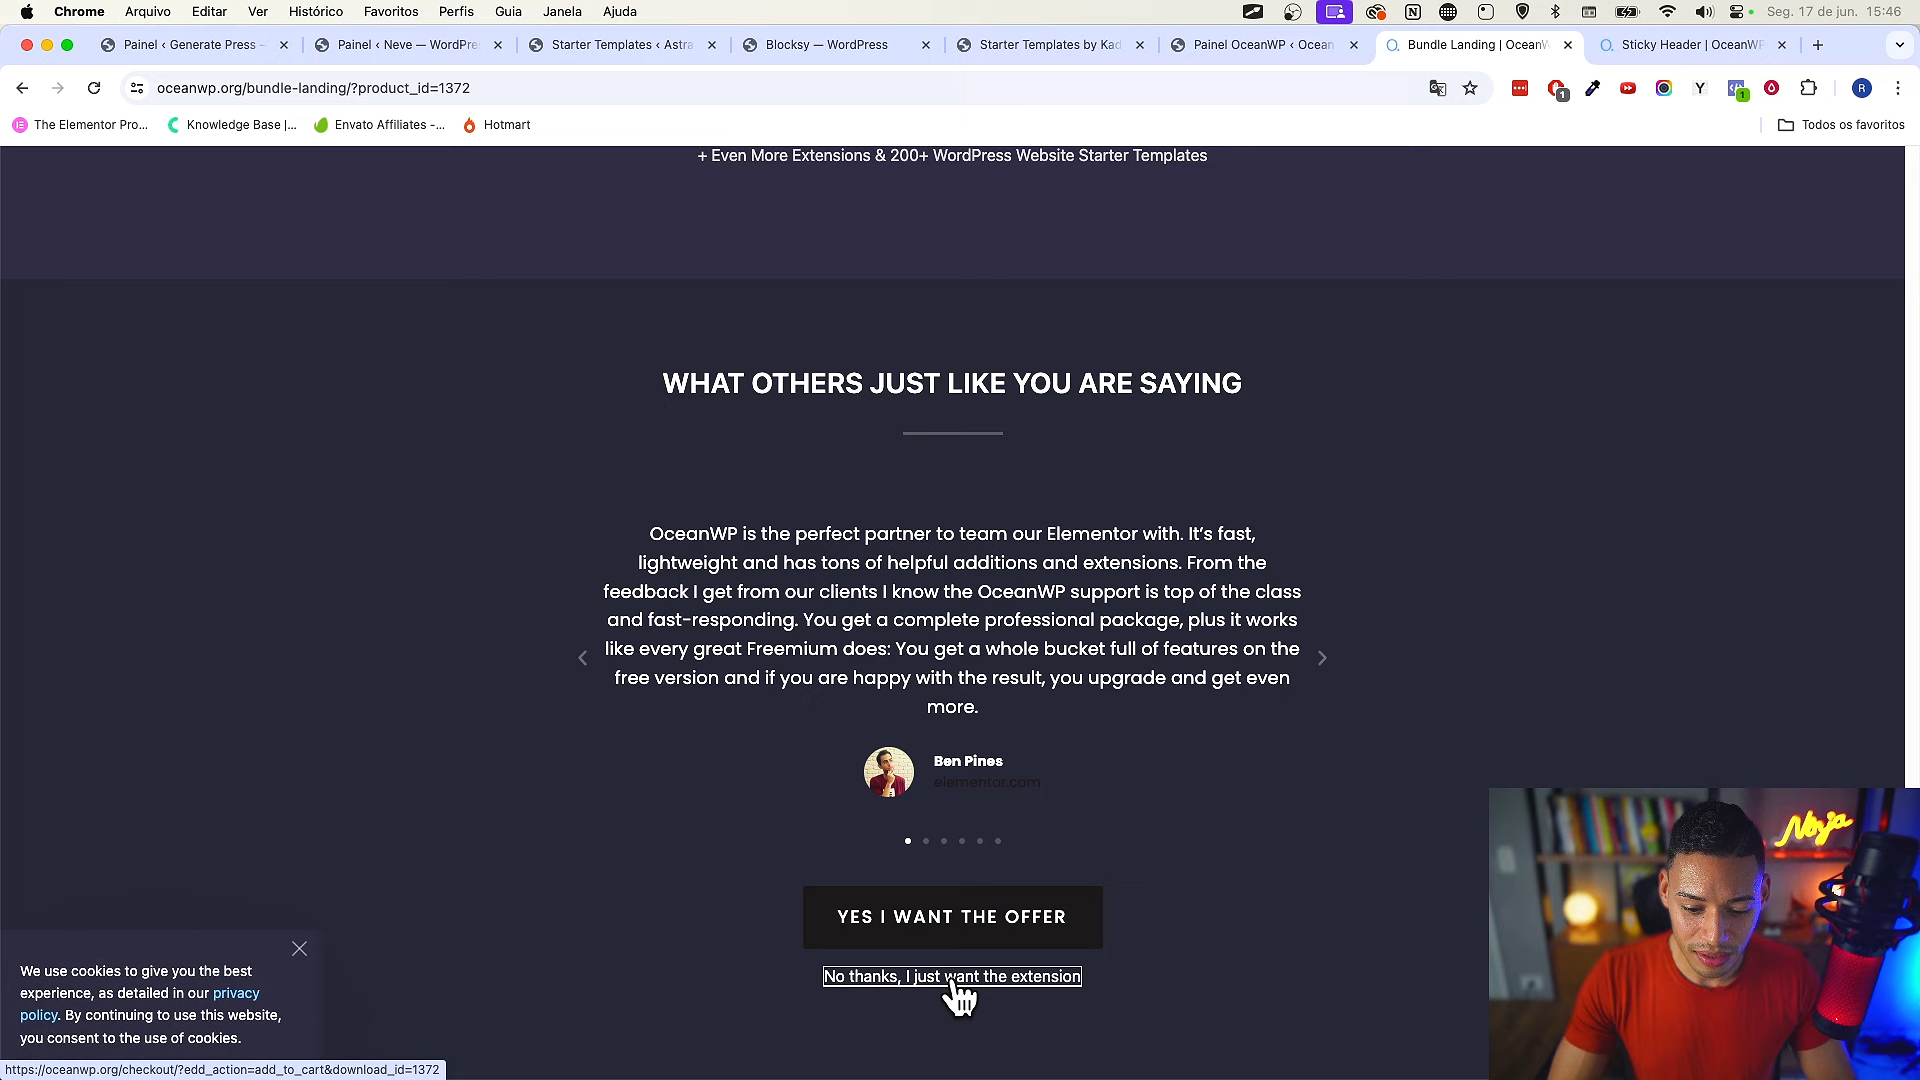 Chrome Arquivo Editar Ver Histórico Favoritos Perfis Guia Janela Ajuda Seg. 17 de jun. 15:46
Painel ‹ Generate Press – Painel ‹ Neve — WordPre Starter Templates ‹ Astra Blocksy — WordPress Starter Templates by Kad Painel OceanWP ‹ Ocean Bundle Landing | OceanW Sticky Header | OceanWP
oceanwp.org/bundle-landing/?product_id=1372
The Elementor Pro... Knowledge Base |... Envato Affiliates -... Hotmart Todos os favoritos
+ Even More Extensions & 200+ WordPress Website Starter Templates
WHAT OTHERS JUST LIKE YOU ARE SAYING
OceanWP is the perfect partner to team our Elementor with. It's fast,
lightweight and has tons of helpful additions and extensions. From the
feedback I get from our clients I know the OceanWP support is top of the class
and fast-responding. You get a complete professional package, plus it works
like every great Freemium does: You get a whole bucket full of features on the
free version and if you are happy with the result, you upgrade and get even
more.
Ben Pines
elementor.com
YES I WANT THE OFFER
No thanks, I just want the extension
We use cookies to give you the best
experience, as detailed in our privacy
policy. By continuing to use this website,
you consent to the use of cookies.
https://oceanwp.org/checkout/?edd_action=add_to_cart&download_id=1372
Ninja